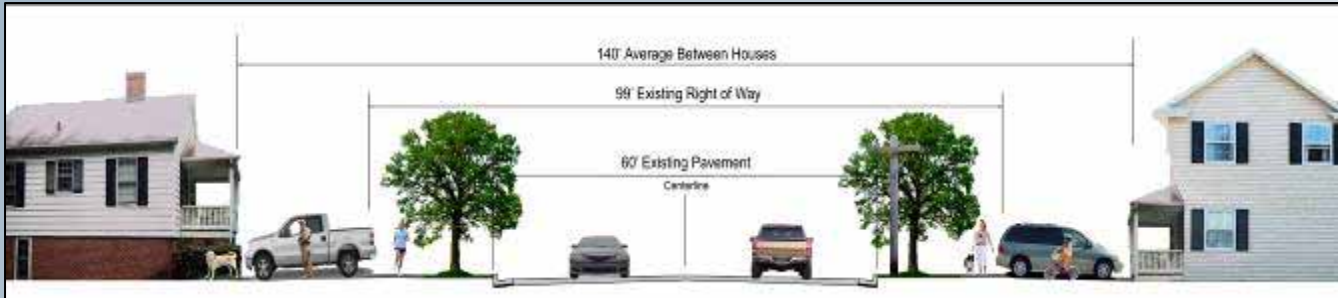 140' Average Between Houses
99' Existing Right of Way
60' Existing Pavement
Centerline